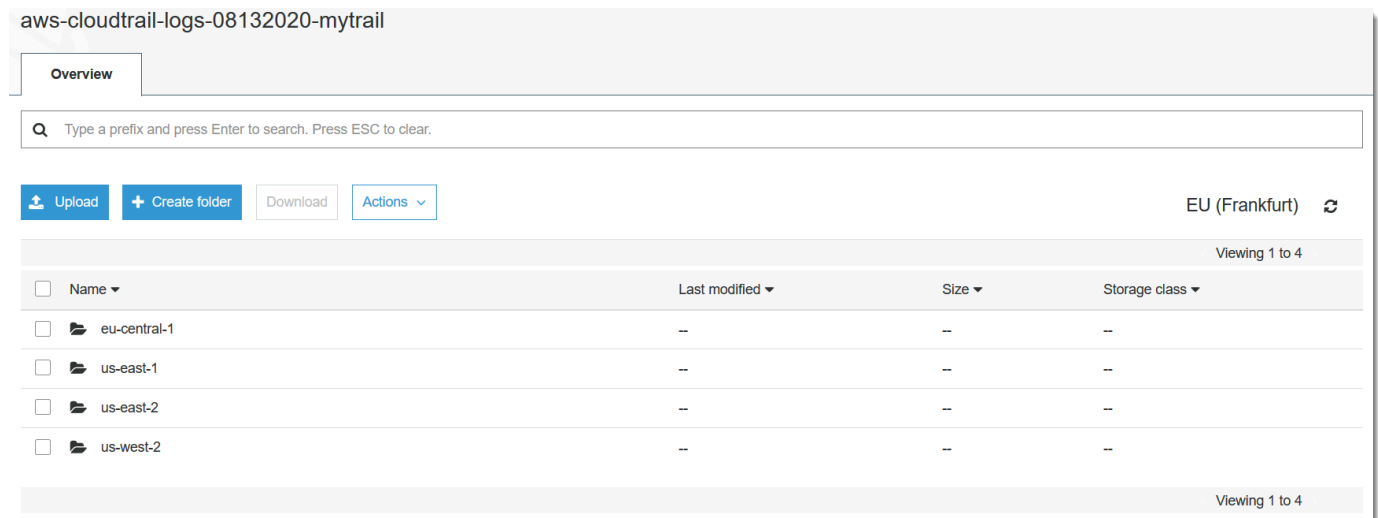 aws-cloudtrail-logs-08132020-mytrail
Overview
Type a prefix and press Enter to search. Press ESC to clear.
Upload Create folder Download Actions EU (Frankfurt)
Viewing 1 to 4
Name Last modified Size Storage class
eu-central-1 -- -- --
us-east-1 -- -- --
us-east-2 -- -- --
us-west-2 -- -- --
Viewing 1 to 4